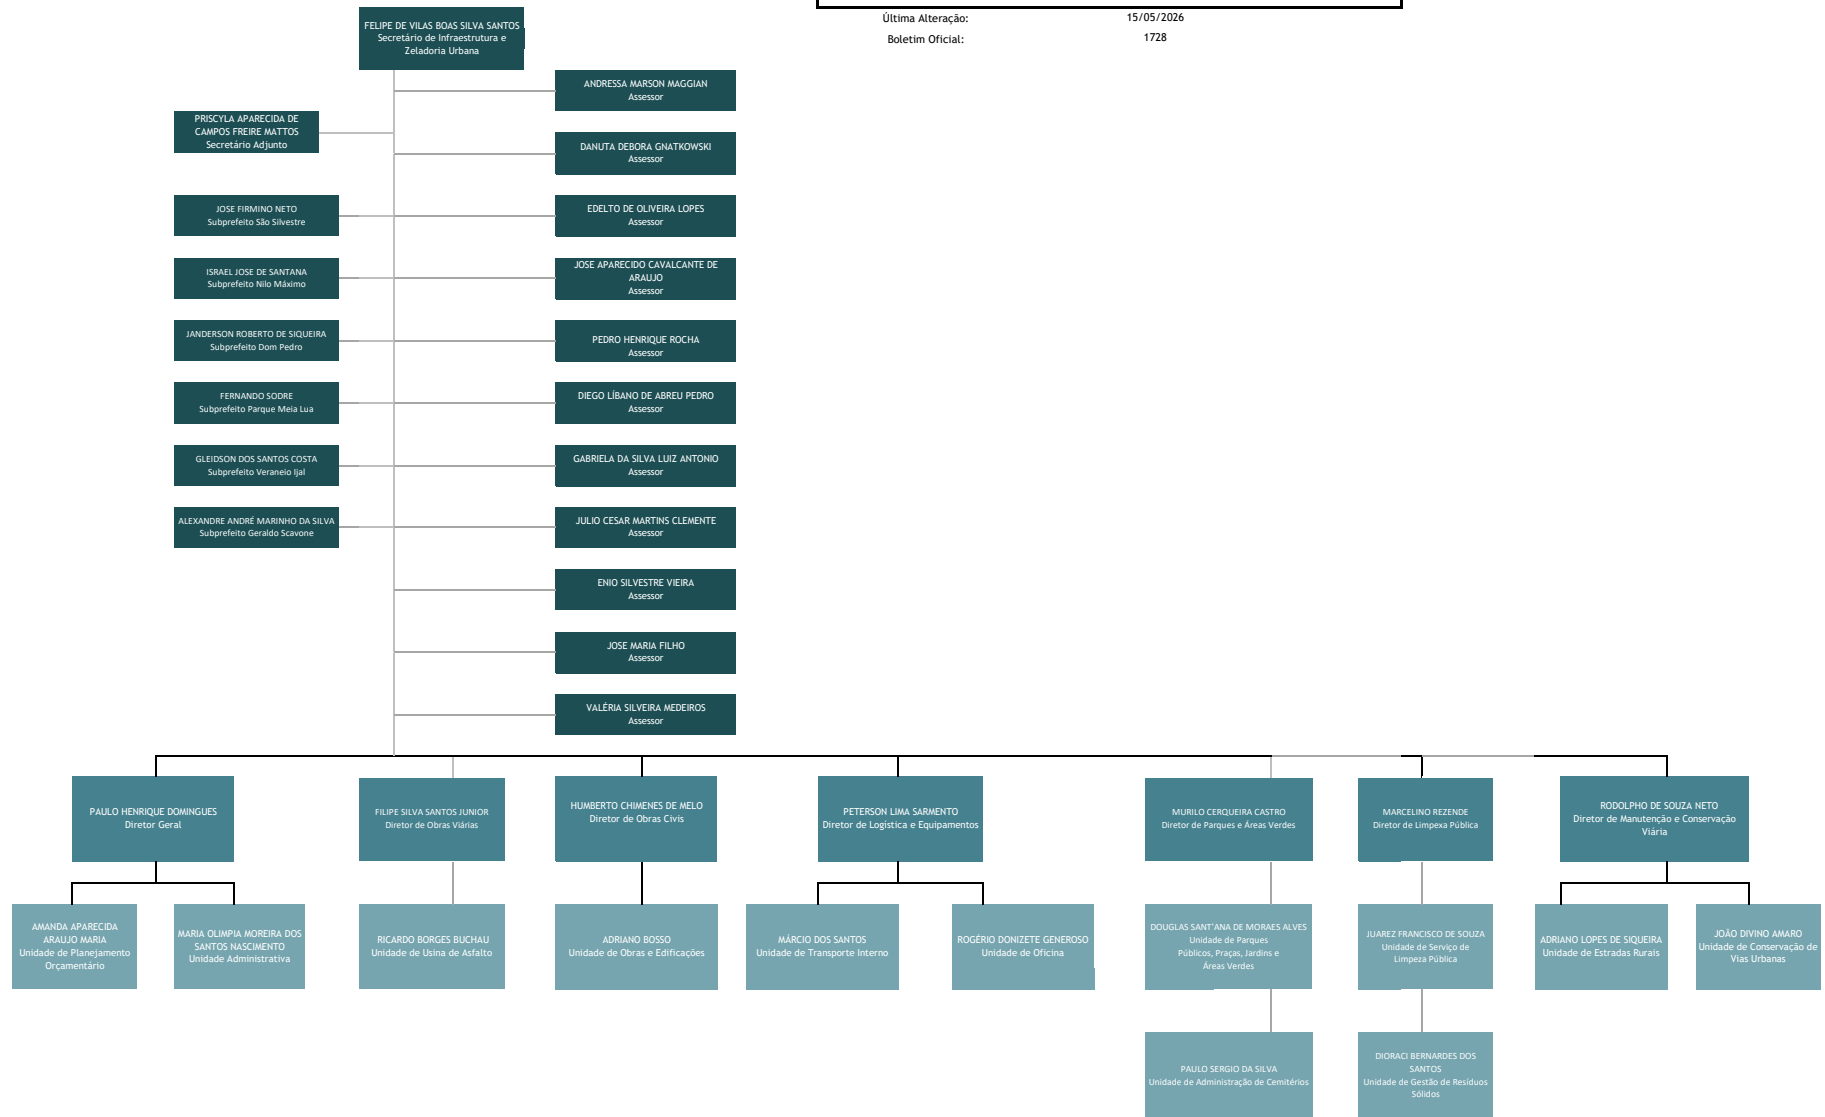 FELIPE DE VILAS BOAS SILVA SANTOS
Secretário de Infraestrutura e
Zeladoria Urbana
Última Alteração: 15/05/2026
Boletim Oficial: 1728
ANDRESSA MARSON MAGGIAN
Assessor
PRISCYLA APARECIDA DE
CAMPOS FREIRE MATTOS
Secretário Adjunto
DANUTA DEBORA GNATKOWSKI
Assessor
JOSE FIRMINO NETO
Subprefeito São Silvestre
EDELTO DE OLIVEIRA LOPES
Assessor
ISRAEL JOSE DE SANTANA
Subprefeito Nilo Máximo
JOSE APARECIDO CAVALCANTE DE
ARAUJO
Assessor
JANDERSON ROBERTO DE SIQUEIRA
Subprefeito Dom Pedro
PEDRO HENRIQUE ROCHA
Assessor
FERNANDO SODRE
Subprefeito Parque Meia Lua
DIEGO LÍBANO DE ABREU PEDRO
Assessor
GLEIDSON DOS SANTOS COSTA
Subprefeito Veraneio Ijal
GABRIELA DA SILVA LUIZ ANTONIO
Assessor
ALEXANDRE ANDRÉ MARINHO DA SILVA
Subprefeito Geraldo Scavone
JULIO CESAR MARTINS CLEMENTE
Assessor
ENIO SILVESTRE VIEIRA
Assessor
JOSE MARIA FILHO
Assessor
VALÉRIA SILVEIRA MEDEIROS
Assessor
PAULO HENRIQUE DOMINGUES
Diretor Geral
FILIPE SILVA SANTOS JUNIOR
Diretor de Obras Viárias
HUMBERTO CHIMENES DE MELO
Diretor de Obras Civis
PETERSON LIMA SARMENTO
Diretor de Logística e Equipamentos
MURILO CERQUEIRA CASTRO
Diretor de Parques e Áreas Verdes
MARCELINO REZENDE
Diretor de Limpexa Pública
RODOLPHO DE SOUZA NETO
Diretor de Manutenção e Conservação
Viária
AMANDA APARECIDA
ARAUJO MARIA
Unidade de Planejamento
Orçamentário
MARIA OLIMPIA MOREIRA DOS
SANTOS NASCIMENTO
Unidade Administrativa
RICARDO BORGES BUCHAU
Unidade de Usina de Asfalto
ADRIANO BOSSO
Unidade de Obras e Edificações
MÁRCIO DOS SANTOS
Unidade de Transporte Interno
ROGÉRIO DONIZETE GENEROSO
Unidade de Oficina
DOUGLAS SANT'ANA DE MORAES ALVES
Unidade de Parques
Públicos, Praças, Jardins e
Áreas Verdes
JUAREZ FRANCISCO DE SOUZA
Unidade de Serviço de
Limpeza Pública
ADRIANO LOPES DE SIQUEIRA
Unidade de Estradas Rurais
JOÃO DIVINO AMARO
Unidade de Conservação de
Vias Urbanas
PAULO SERGIO DA SILVA
Unidade de Administração de Cemitérios
DIORACI BERNARDES DOS
SANTOS
Unidade de Gestão de Resíduos
Sólidos